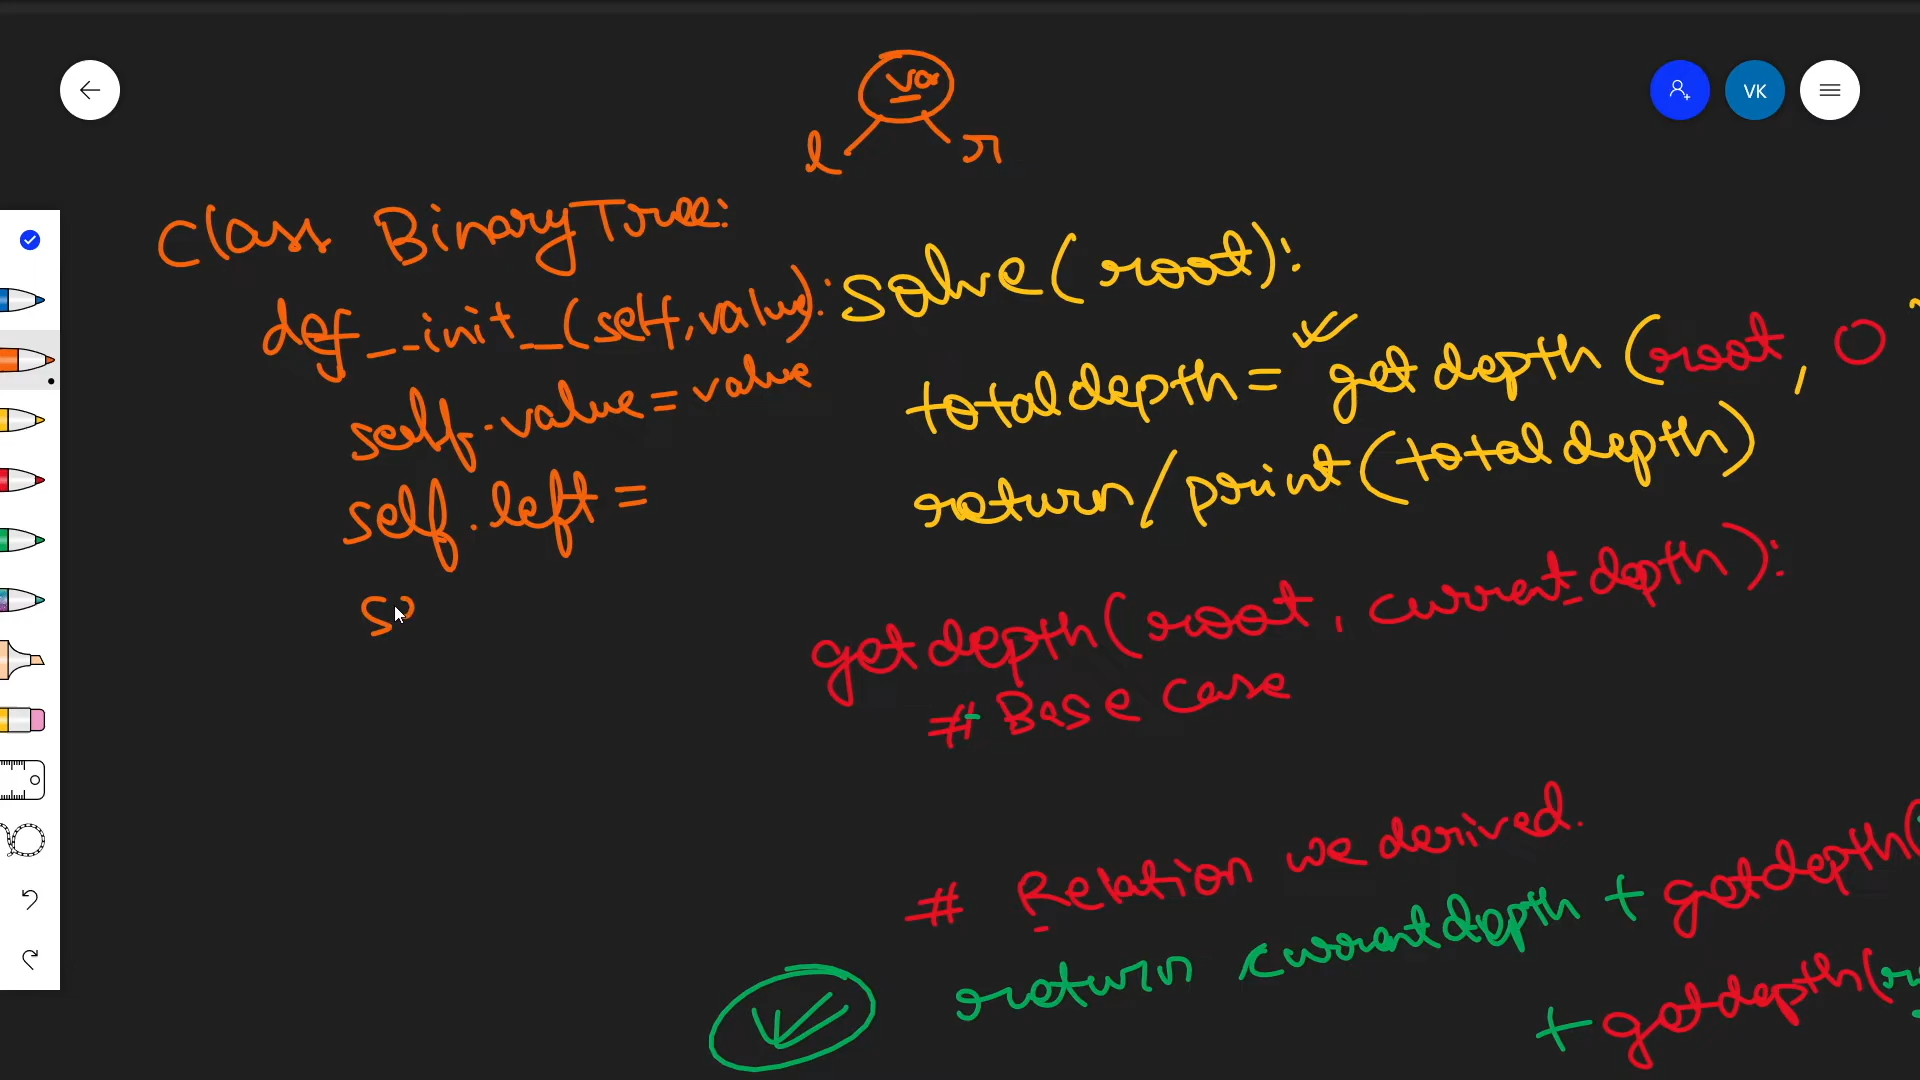 va
l r
VK
Class BinaryTree:
def __init__(self, value):
self.value = value
self.left =
s
solve(root):
totaldepth = getdepth(root, 0
return/print(totaldepth)
getdepth(root, current_depth):
# Base case
# Relation we derived.
return currentdepth + getdepth(
+ getdepth(r